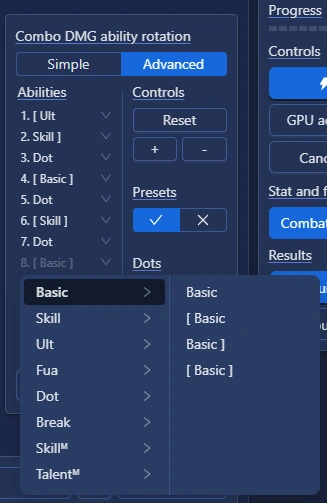 Combo DMG ability rotation
Simple
Advanced
Abilities
1. [ Ult
2. Skill ]
3. Dot
4. [ Basic ]
5. Dot
6. [ Skill ]
7. Dot
8. [ Basic ]
Controls
Reset
+
-
Presets
Dots
Basic
Skill
Ult
Fua
Dot
Break
Skillᴹ
Talentᴹ
Basic
[ Basic
Basic ]
[ Basic ]
Progress
Controls
GPU ac
Canc
Stat and f
Combat
Results